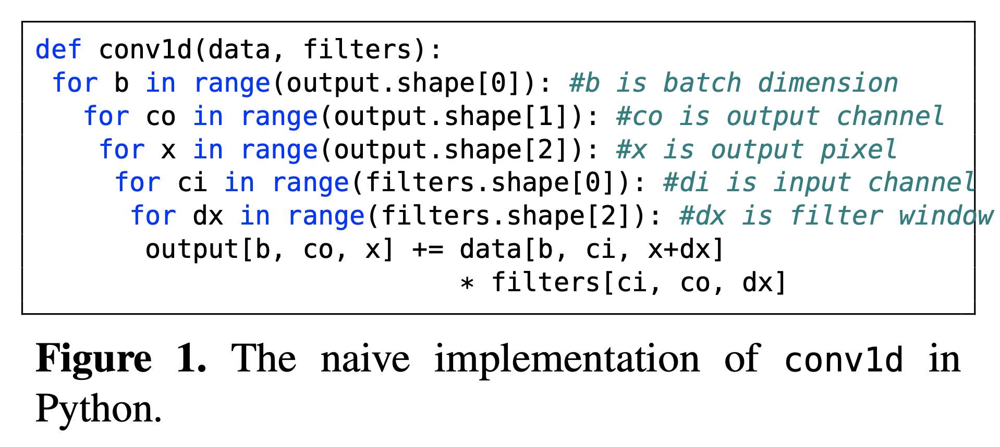 def conv1d(data, filters):
 for b in range(output.shape[0]): #b is batch dimension
   for co in range(output.shape[1]): #co is output channel
    for x in range(output.shape[2]): #x is output pixel
     for ci in range(filters.shape[0]): #di is input channel
      for dx in range(filters.shape[2]): #dx is filter window
       output[b, co, x] += data[b, ci, x+dx]
                           * filters[ci, co, dx]
Figure 1. The naive implementation of conv1d in
Python.